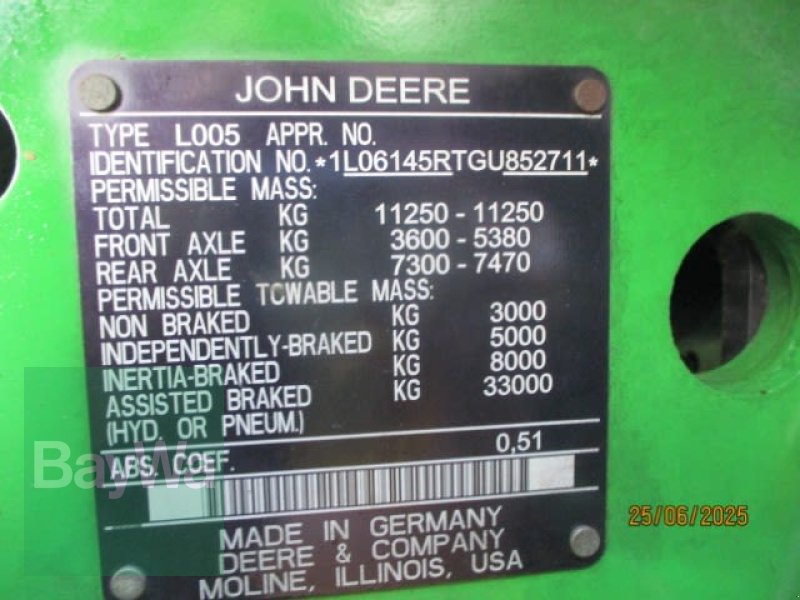 JOHN DEERE
TYPE L005 APPR. NO.
IDENTIFICATION NO. *1L06145RTGU852711*
PERMISSIBLE MASS:
TOTAL KG 11250 - 11250
FRONT AXLE KG 3600 - 5380
REAR AXLE KG 7300 - 7470
PERMISSIBLE TOWABLE MASS:
NON BRAKED KG 3000
INDEPENDENTLY-BRAKED KG 5000
INERTIA-BRAKED KG 8000
ASSISTED BRAKED KG 33000
(HYD. OR PNEUM.)
ABS. COEF. 0,51
BayWa
MADE IN GERMANY
DEERE & COMPANY
MOLINE, ILLINOIS, USA
25/06/2025